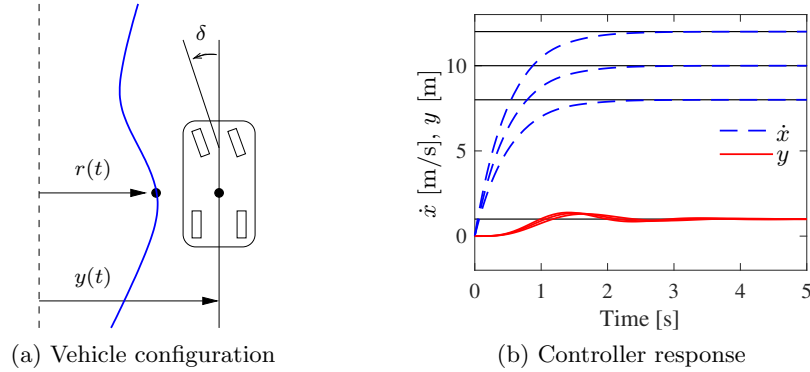 δ
r(t)
y(t)
(a) Vehicle configuration
ẋ [m/s], y [m]
10
5
0
ẋ
y
0 1 2 3 4 5
Time [s]
(b) Controller response